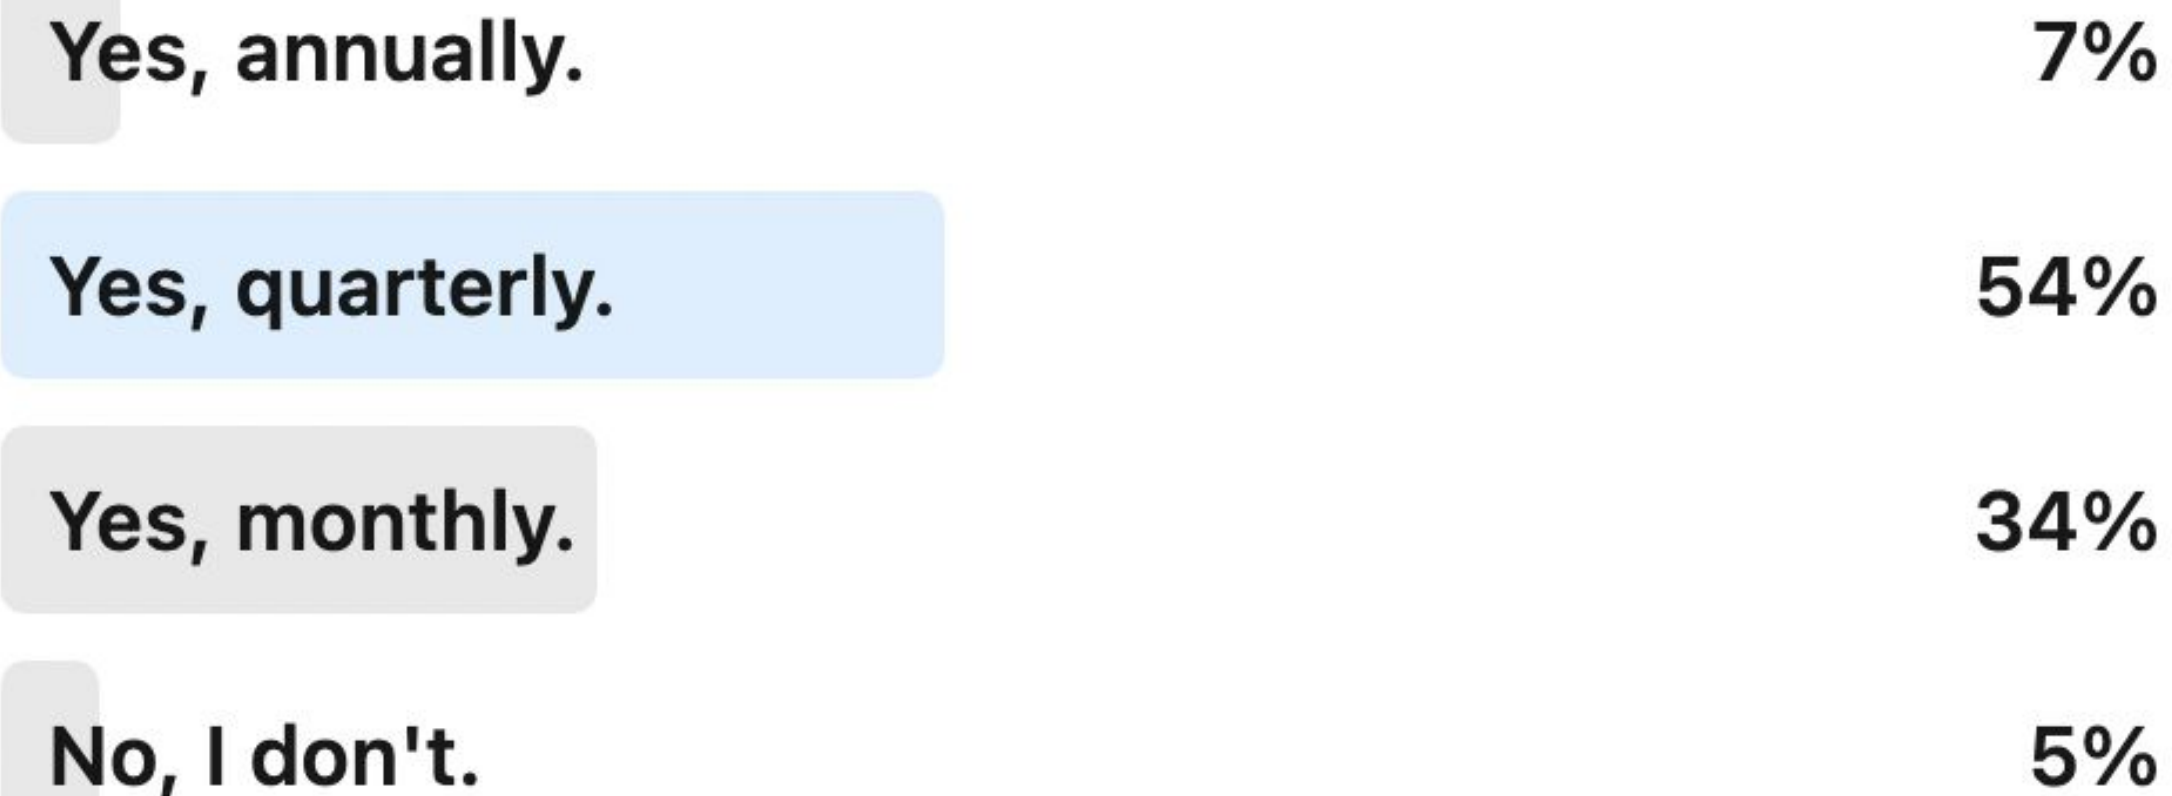 Yes, annually. 7%
Yes, quarterly. 54%
Yes, monthly. 34%
No, I don't. 5%